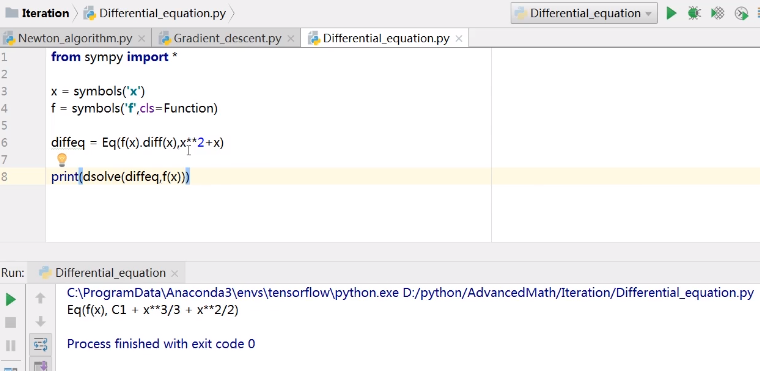 Iteration Differential_equation.py Differential_equation
Newton_algorithm.py Gradient_descent.py Differential_equation.py
1 from sympy import *
2
3 x = symbols('x')
4 f = symbols('f',cls=Function)
5
6 diffeq = Eq(f(x).diff(x),x**2+x)
7
8 print(dsolve(diffeq,f(x)))
Run: Differential_equation
C:\ProgramData\Anaconda3\envs\tensorflow\python.exe D:/python/AdvancedMath/Iteration/Differential_equation.py
Eq(f(x), C1 + x**3/3 + x**2/2)
Process finished with exit code 0